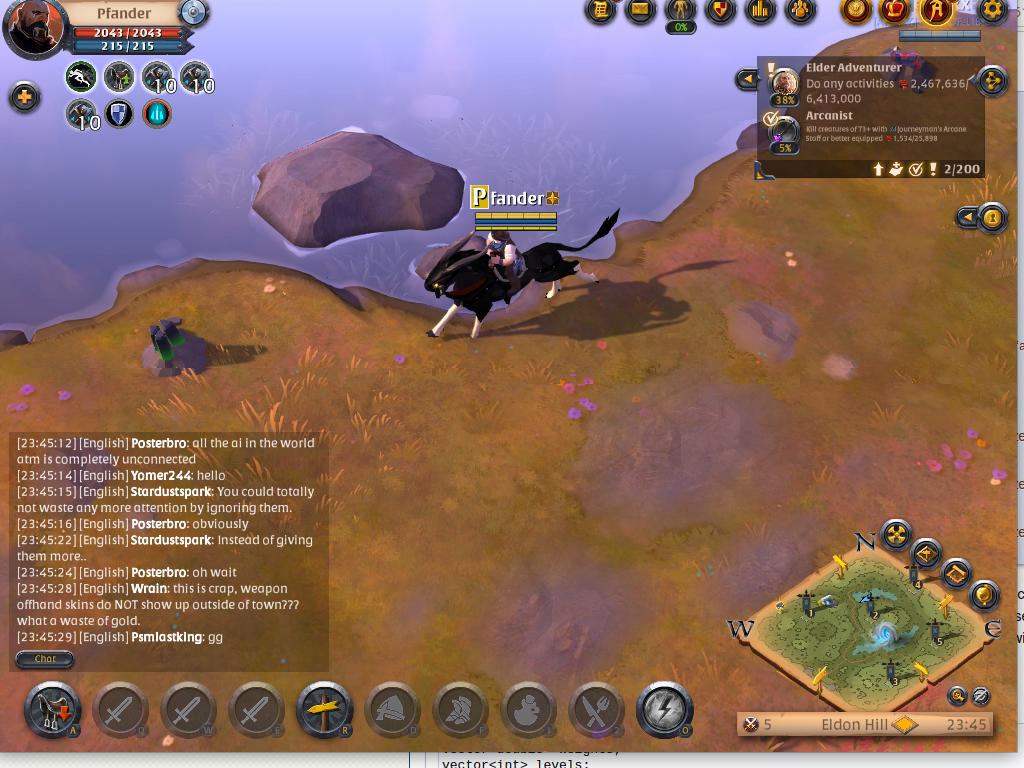 Pfander
2043 / 2043
215 / 215
10
10
10
0%
Elder Adventurer
Do any activities 2,467,636/
6,413,000
38%
Arcanist
Kill creatures of T3+ with Journeyman's Arcane
Staff or better equipped 1,534/25,898
5%
2/200
Pfander
[23:45:12] [English] Posterbro: all the ai in the world
atm is completely unconnected
[23:45:14] [English] Yomer244: hello
[23:45:15] [English] Stardustspark: You could totally
not waste any more attention by ignoring them.
[23:45:16] [English] Posterbro: obviously
[23:45:22] [English] Stardustspark: Instead of giving
them more..
[23:45:24] [English] Posterbro: oh wait
[23:45:28] [English] Wrain: this is crap, weapon
offhand skins do NOT show up outside of town???
what a waste of gold.
[23:45:29] [English] Psmlastking: gg
Chat
N
W
E
1
2
3
4
5
A
Q
W
E
R
D
F
O
5 Eldon Hill 23:45
vector<int> levels;